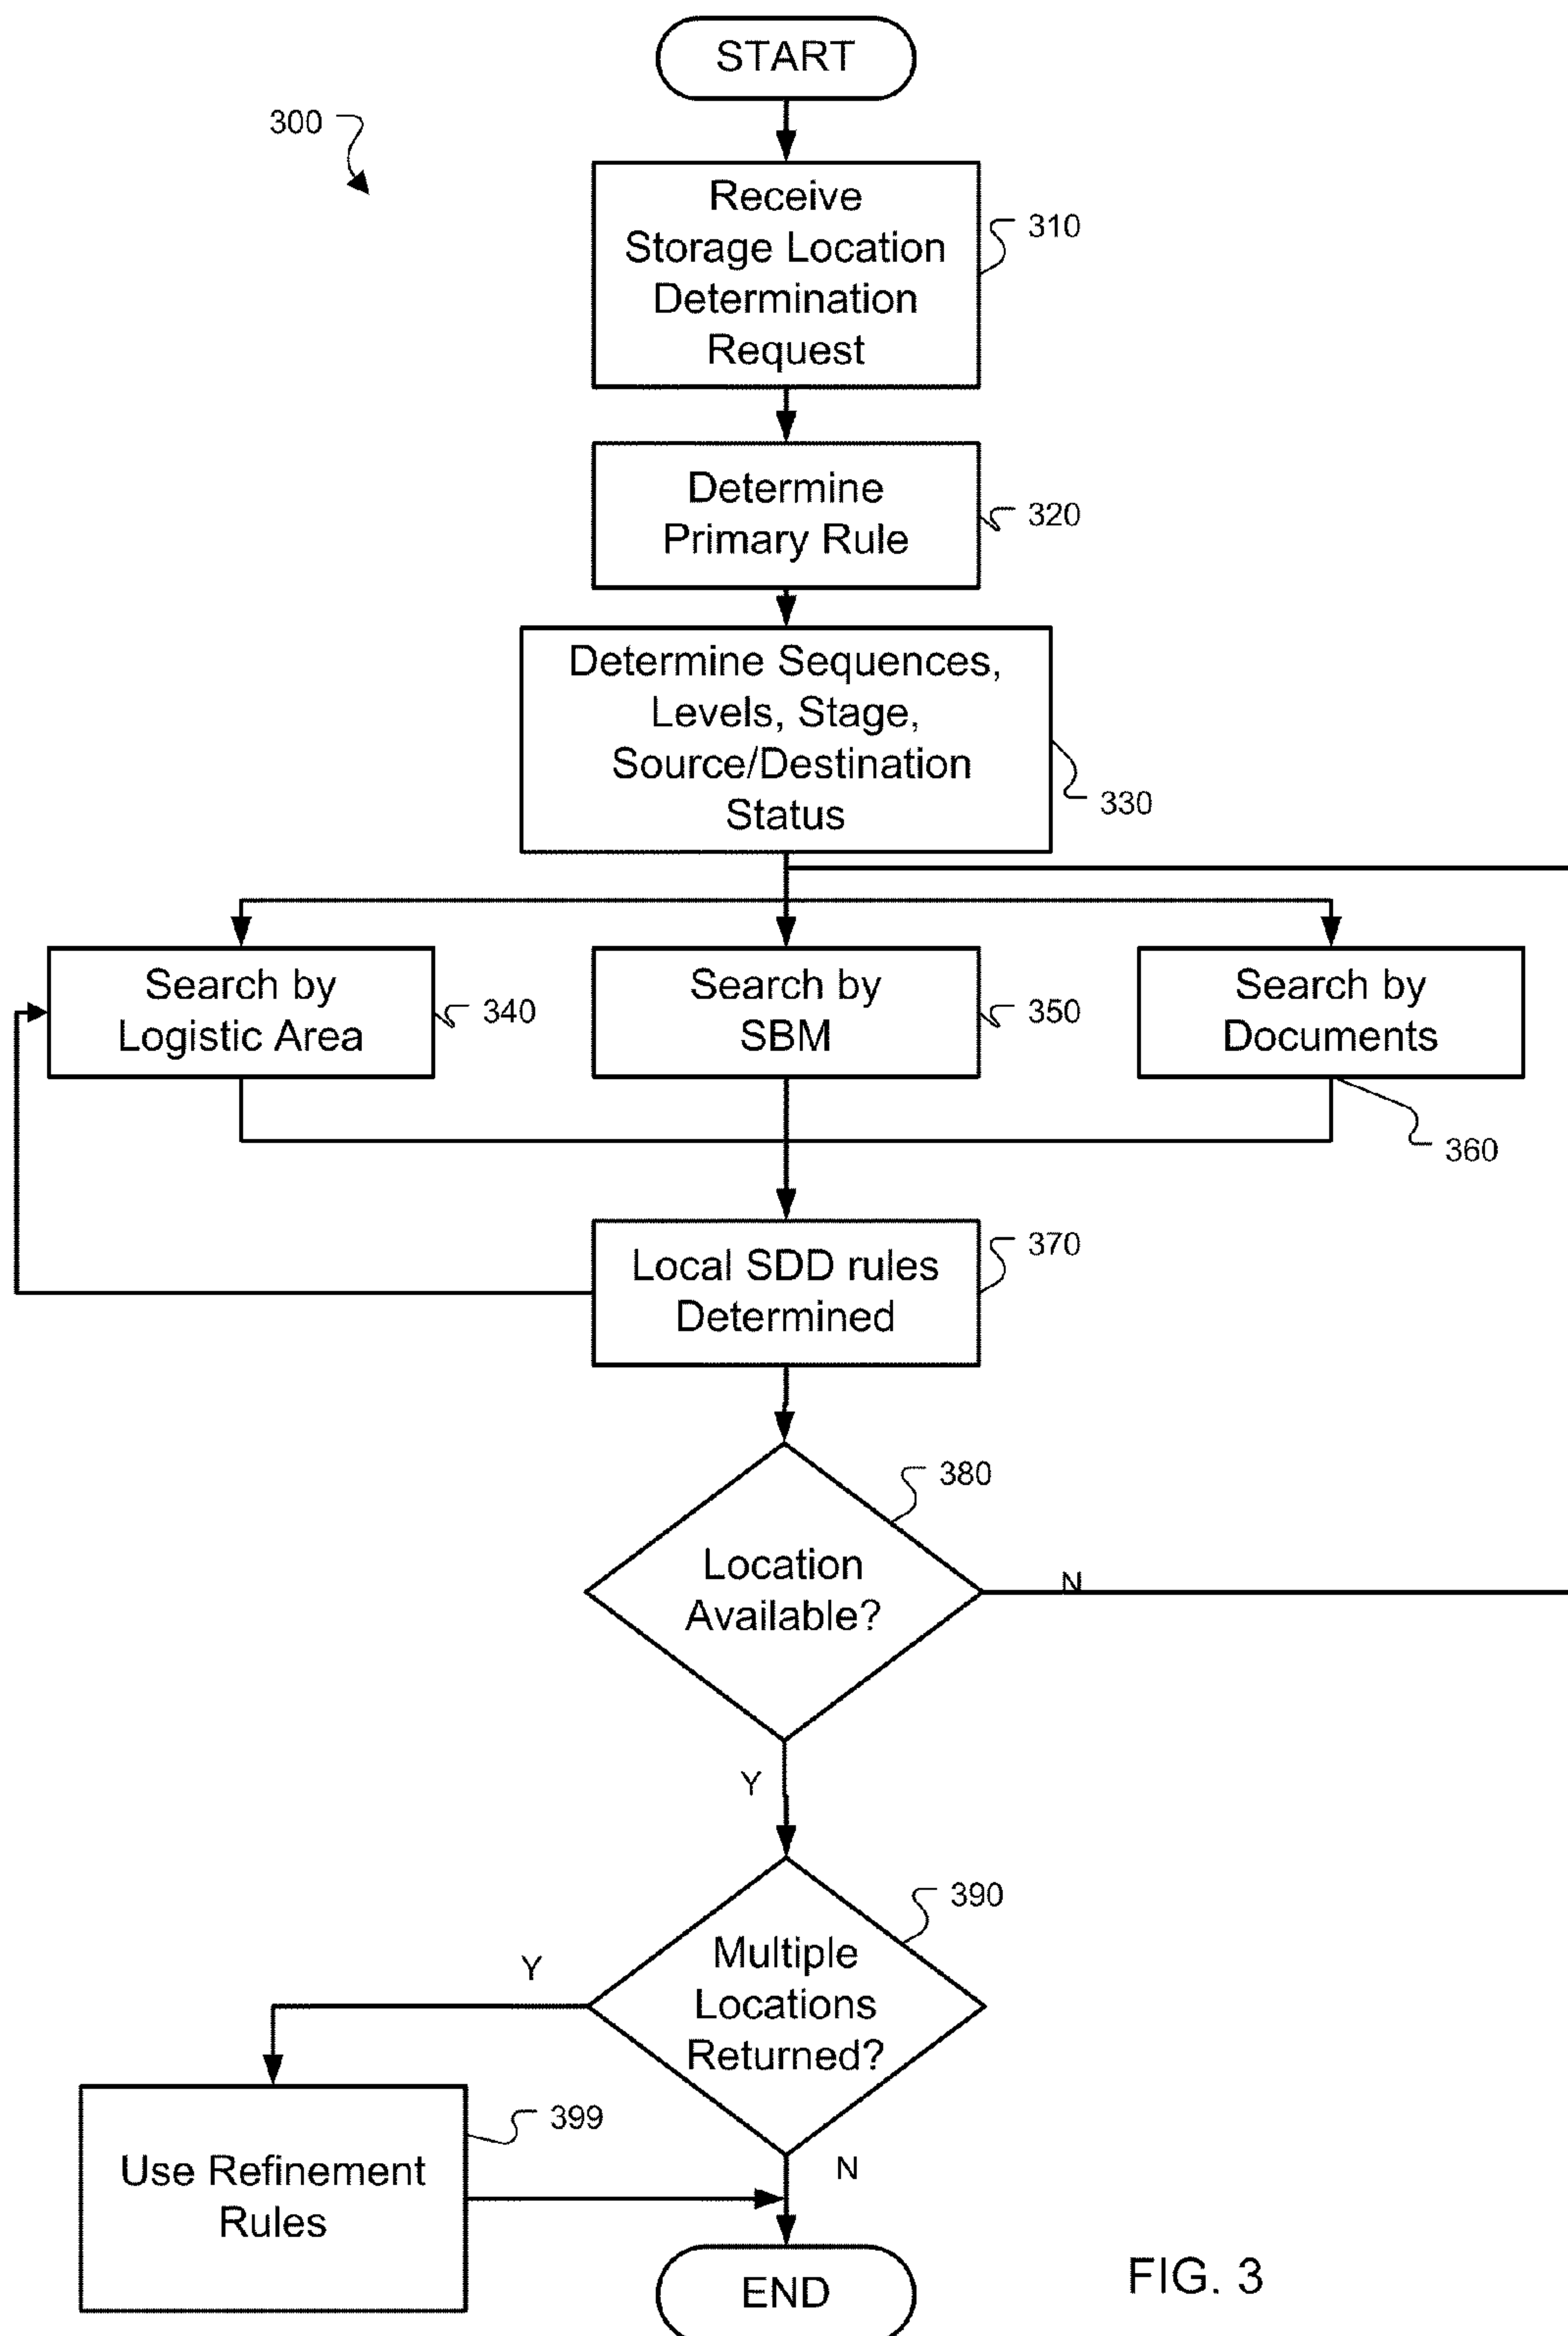 START
300
Receive
Storage Location
Determination
Request
310
Determine
Primary Rule
320
Determine Sequences,
Levels, Stage,
Source/Destination
Status
330
Search by
Logistic Area
340
Search by
SBM
350
Search by
Documents
360
Local SDD rules
Determined
370
380
Location
Available?
N
Y
390
Multiple
Locations
Returned?
Y
399
Use Refinement
Rules
N
END
FIG. 3